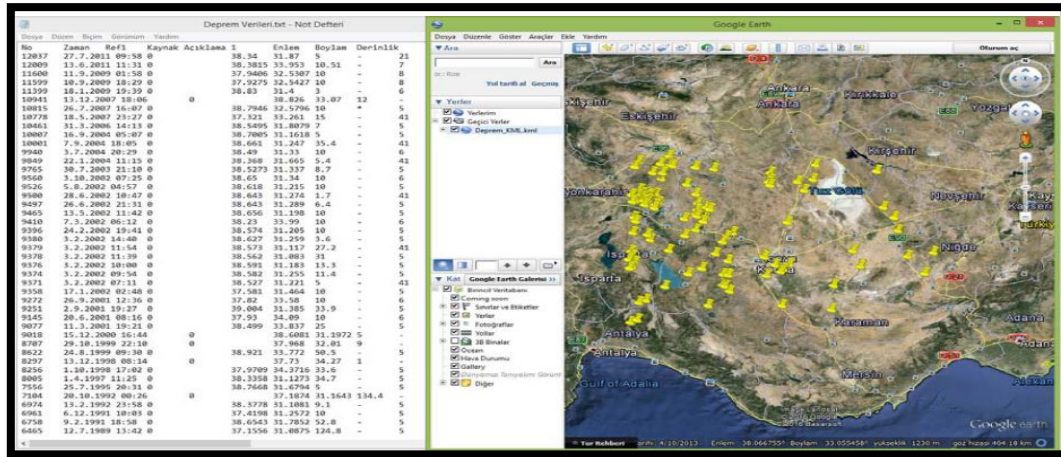 Deprem Verileri.txt - Not Defteri
Dosya Düzen Biçim Görünüm Yardım
No Zaman Ref1 Kaynak Açıklama 1 Enlem Boylam Derinlik
12037 27.7.2011 09:58 0 38.34 31.87 5 - 21
12009 13.6.2011 11:31 0 38.3815 33.953 10.51 - 7
11600 11.9.2009 01:58 0 37.9406 32.5307 10 - 8
11599 10.9.2009 18:29 0 37.9275 32.5427 10 - 8
11399 18.1.2009 19:39 0 38.83 31.4 3 - 6
10941 13.12.2007 18:06 0 38.826 33.07 12 -
10815 26.7.2007 16:07 0 38.7946 32.5796 10 - 5
10778 18.5.2007 23:27 0 37.321 33.261 15 - 41
10461 31.3.2006 14:13 0 38.5495 31.8079 7 - 5
10007 16.9.2004 05:07 0 38.7005 31.1618 5 - 5
10001 7.9.2004 18:05 0 38.661 31.247 35.4 - 41
9940 3.7.2004 20:29 0 38.49 31.33 10 - 6
9849 22.1.2004 11:15 0 38.368 31.665 5.4 - 41
9765 30.7.2003 21:10 0 38.5273 31.337 8.7 - 5
9560 3.10.2002 07:25 0 38.65 31.34 10 - 6
9526 5.8.2002 04:57 0 38.618 31.215 10 - 5
9500 28.6.2002 10:47 0 38.643 31.274 1.7 - 41
9497 26.6.2002 21:31 0 38.643 31.289 6.4 - 5
9465 13.5.2002 11:42 0 38.656 31.198 10 - 5
9410 7.3.2002 06:12 0 38.23 33.99 10 - 6
9396 24.2.2002 19:41 0 38.574 31.205 10 - 5
9380 3.2.2002 14:40 0 38.627 31.259 3.6 - 5
9379 3.2.2002 11:54 0 38.573 31.117 27.2 - 41
9378 3.2.2002 11:39 0 38.562 31.083 31 - 5
9376 3.2.2002 10:00 0 38.591 31.183 13.3 - 5
9374 3.2.2002 09:54 0 38.582 31.255 11.4 - 5
9371 3.2.2002 07:11 0 38.527 31.221 5 - 41
9358 17.1.2002 02:48 0 37.581 31.464 10 - 5
9272 26.9.2001 12:36 0 37.82 33.58 10 - 6
9251 2.9.2001 19:27 0 39.004 31.385 33.9 - 5
9145 20.6.2001 08:16 0 37.93 34.09 10 - 6
9077 11.3.2001 19:21 0 38.499 33.837 25 - 5
9018 15.12.2000 16:44 0 38.6081 31.1972 5 -
8707 29.10.1999 22:10 0 37.968 32.01 9 -
8622 24.8.1999 09:30 0 38.921 33.772 50.5 - 5
8297 13.12.1998 08:14 0 37.73 34.27 1 -
8256 1.10.1998 17:02 0 37.9709 34.3716 33.6 - 5
8005 1.4.1997 11:25 0 38.3358 31.1273 34.7 - 5
7556 25.7.1995 20:31 0 38.7668 31.6794 5 - 5
7104 20.10.1992 00:26 0 37.1874 31.1643 134.4 -
6974 13.2.1992 23:58 0 38.3778 31.1081 9.1 - 5
6961 6.12.1991 10:03 0 37.4198 31.2572 10 - 5
6758 9.2.1991 18:58 0 38.6543 31.7852 52.8 - 5
6465 12.7.1989 13:42 0 37.1556 31.0875 124.8 - 5
Google Earth
Dosya Düzenle Göster Araçlar Ekle Yardım
Oturum aç
Ara
Ara
ör.: Rize
Yol tarifi al Geçmiş
Yerler
Yerlerim
Geçici Yerler
Deprem_KML.kml
Kat Google Earth Galerisi
Birincil Veritabanı
Coming soon
Sınırlar ve Etiketler
Yerler
Fotoğraflar
Yollar
3B Binalar
Ocean
Hava Durumu
Gallery
Diğer
Ankara
Ankara
Kırıkkale
Eskişehir
Yozgat
Kırşehir
Tuz Gölü
Nevşehir
Kayseri
Niğde
Isparta
Isparta
Karaman
Adana
Antalya
Antalya
Mersin
Gulf of Adalia
Google earth
Tur Rehberi 4/10/2013 Enlem 38.066755° Boylam 33.055458° yükseklik 1230 m göz hizası 404.18 km